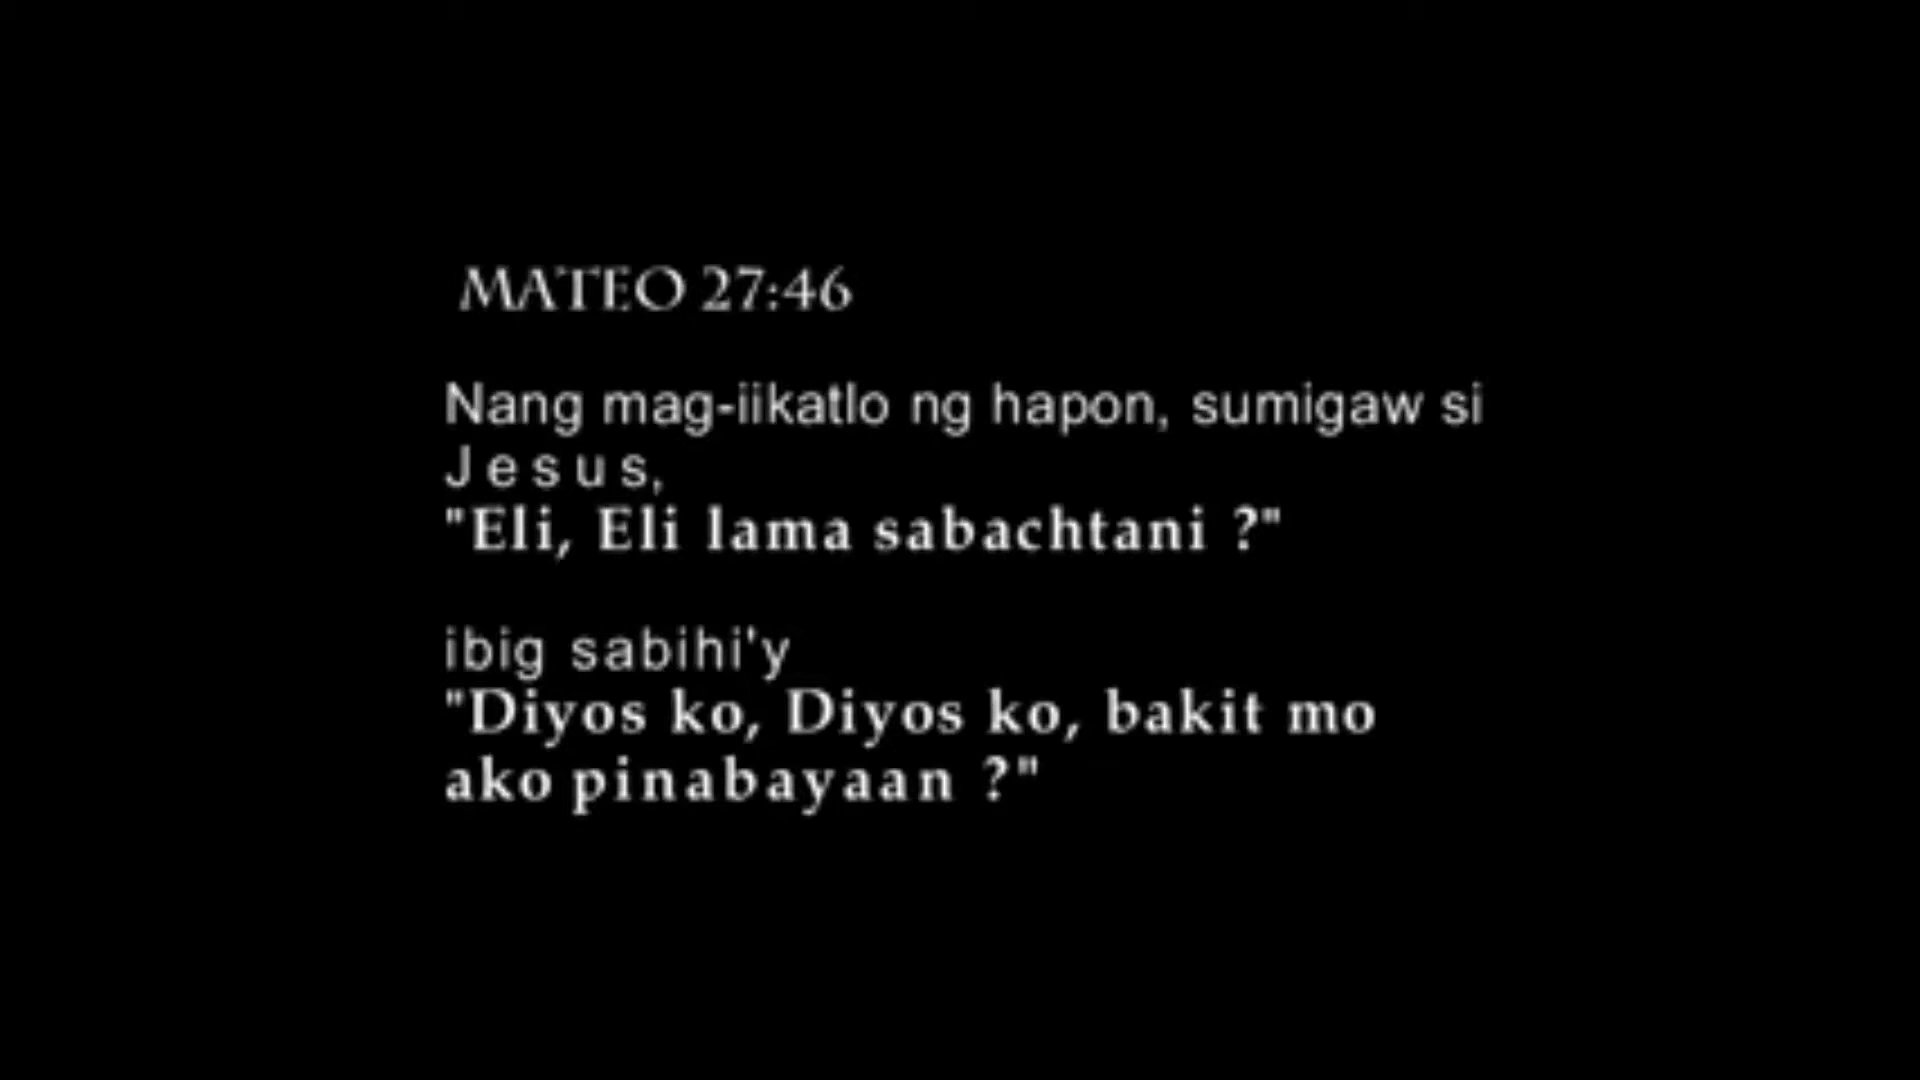 MATEO 27:46
Nang mag-iikatlo ng hapon, sumigaw si
Jesus,
"Eli, Eli lama sabachtani ?"
ibig sabihi'y
"Diyos ko, Diyos ko, bakit mo
ako pinabayaan ?"